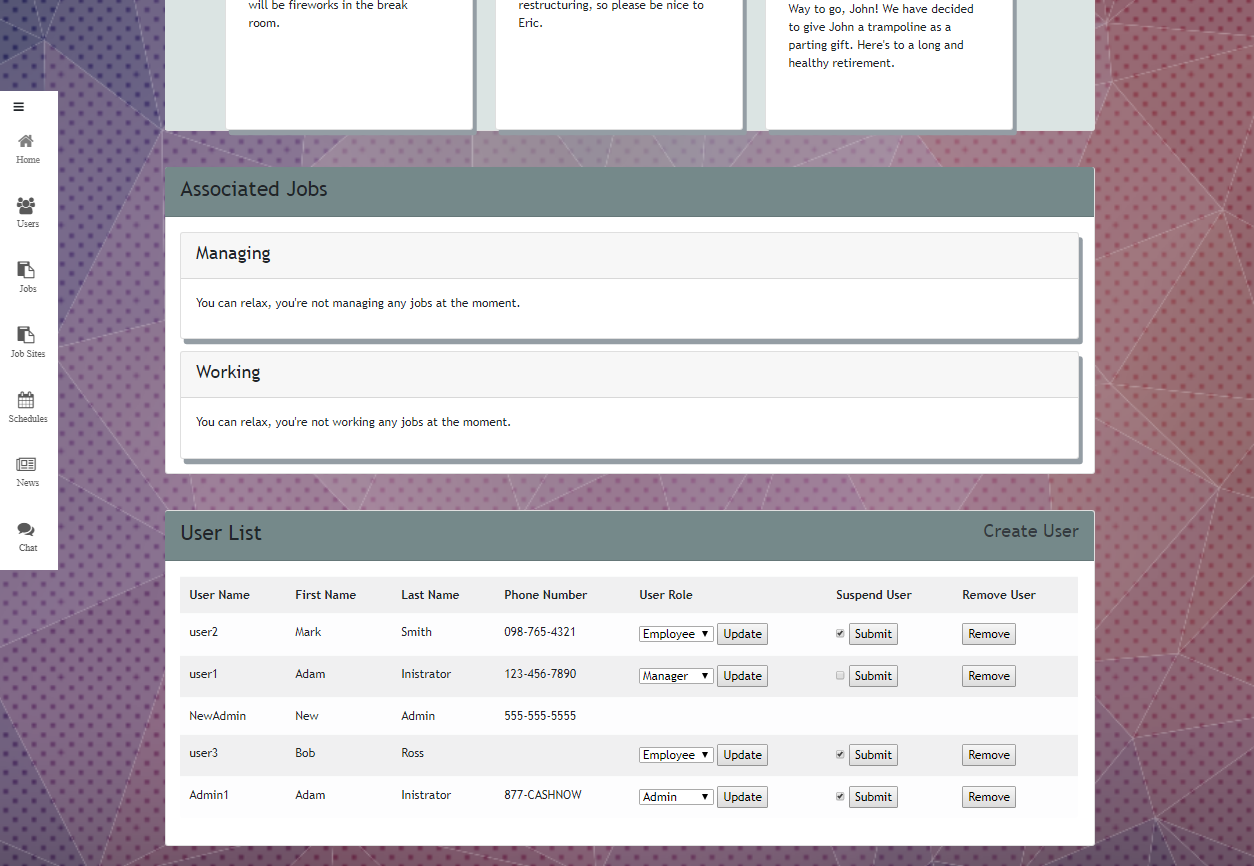 will be fireworks in the break
room.
restructuring, so please be nice to
Eric.
Way to go, John! We have decided
to give John a trampoline as a
parting gift. Here's to a long and
healthy retirement.
Home
Users
Jobs
Job Sites
Schedules
News
Chat
Associated Jobs
Managing
You can relax, you're not managing any jobs at the moment.
Working
You can relax, you're not working any jobs at the moment.
User List Create User
User Name First Name Last Name Phone Number User Role Suspend User Remove User
user2 Mark Smith 098-765-4321 Employee Update Submit Remove
user1 Adam Inistrator 123-456-7890 Manager Update Submit Remove
NewAdmin New Admin 555-555-5555
user3 Bob Ross Employee Update Submit Remove
Admin1 Adam Inistrator 877-CASHNOW Admin Update Submit Remove